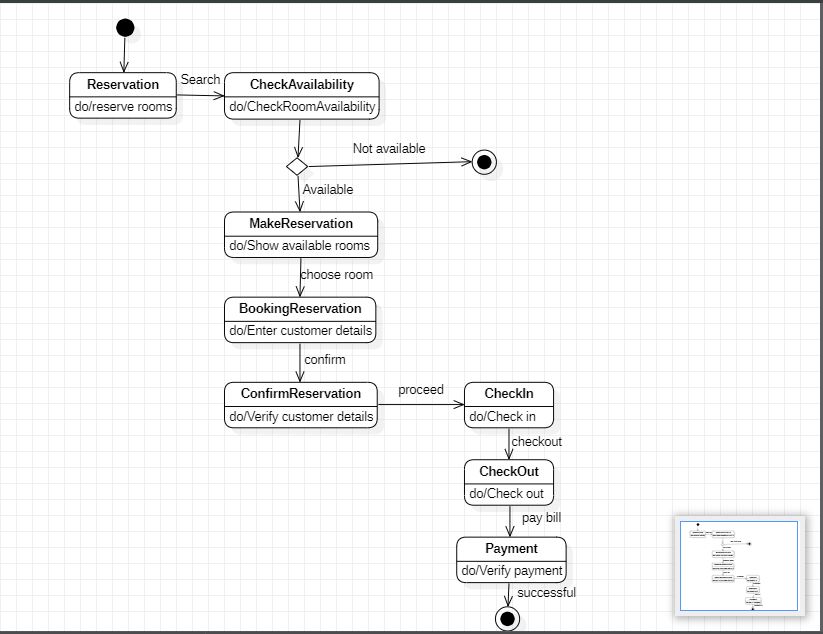 Reservation
do/reserve rooms
Search
CheckAvailability
do/CheckRoomAvailability
Not available
Available
MakeReservation
do/Show available rooms
choose room
BookingReservation
do/Enter customer details
confirm
ConfirmReservation
do/Verify customer details
proceed
CheckIn
do/Check in
checkout
CheckOut
do/Check out
pay bill
Payment
do/Verify payment
successful